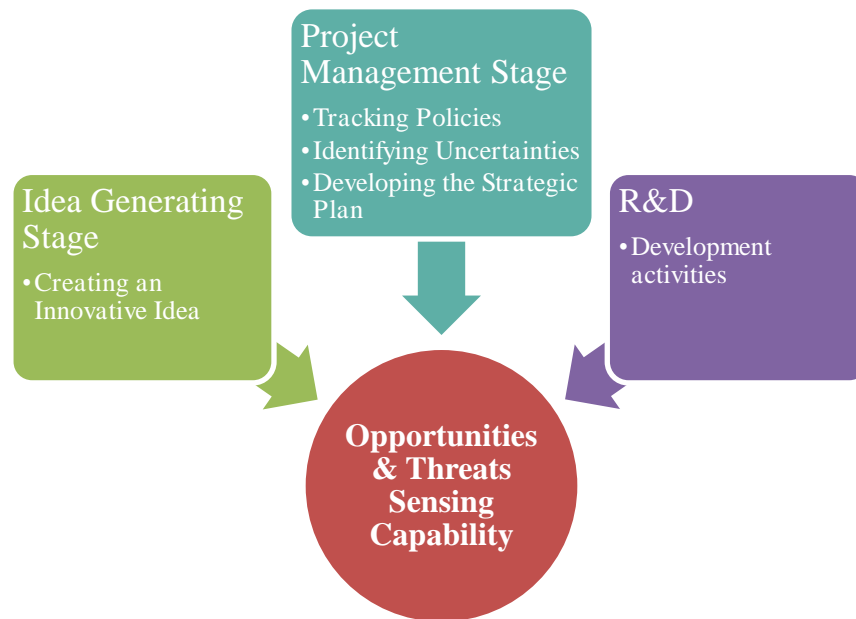 Project
Management Stage
•Tracking Policies
•Identifying Uncertainties
•Developing the Strategic
Plan
Idea Generating
Stage
•Creating an
Innovative Idea
R&D
•Development
activities
Opportunities
& Threats
Sensing
Capability